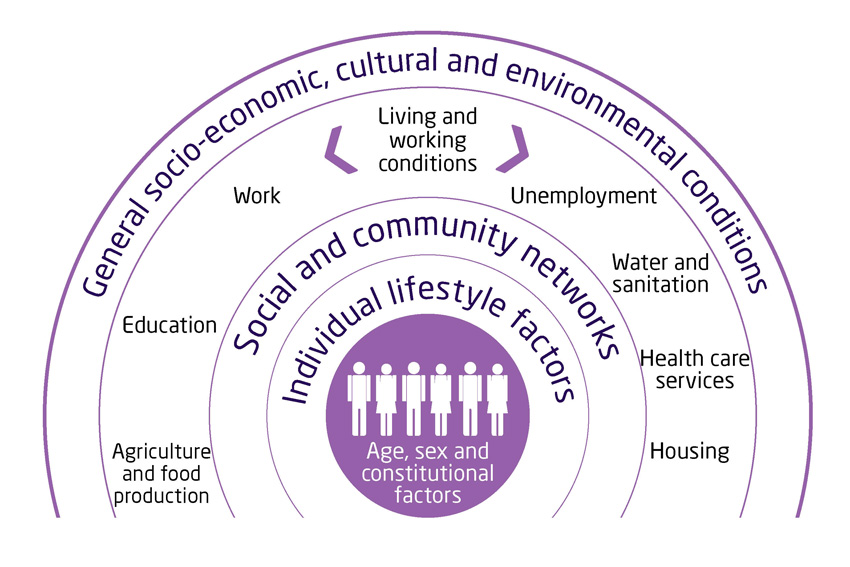 General socio-economic, cultural and environmental conditions
Living and
working
conditions
Work
Unemployment
Social and community networks
Water and
sanitation
Individual lifestyle factors
Education
Health care
services
Agriculture
and food
production
Housing
Age, sex and
constitutional
factors